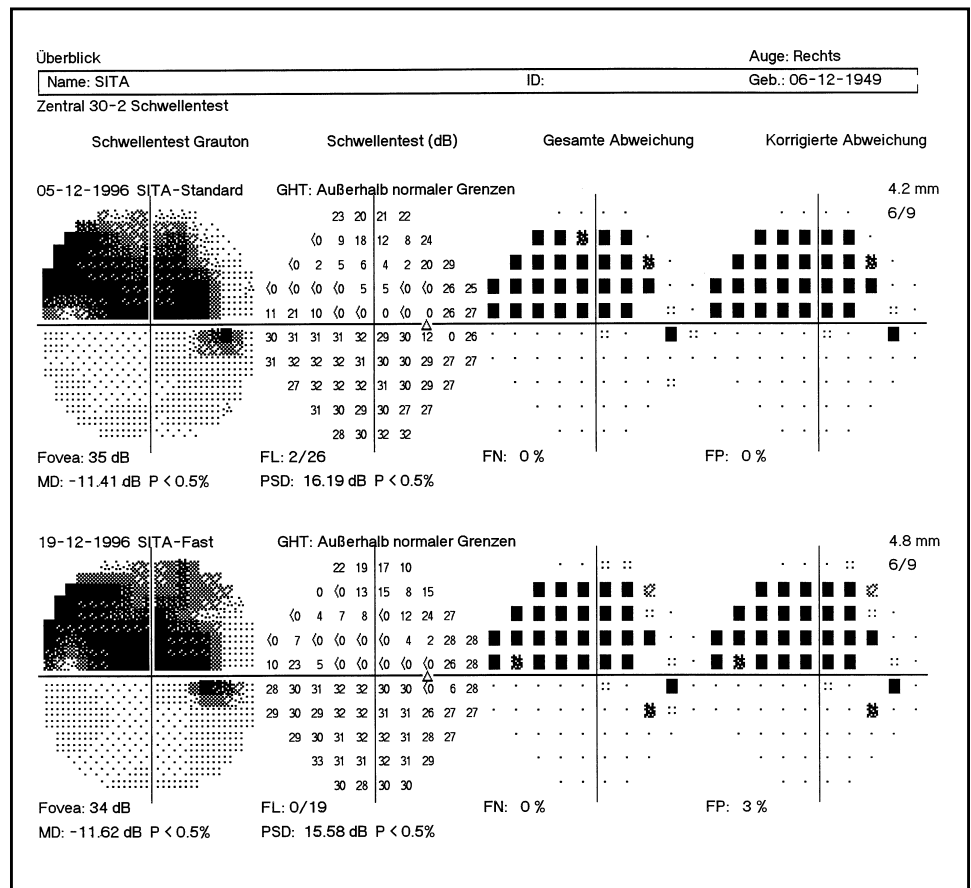 Überblick Auge: Rechts
Name: SITA ID: Geb.: 06-12-1949
Zentral 30-2 Schwellentest
Schwellentest Grauton Schwellentest (dB) Gesamte Abweichung Korrigierte Abweichung
05-12-1996 SITA-Standard GHT: Außerhalb normaler Grenzen 4.2 mm
6/9
23 20 21 22
<0 9 18 12 8 24
<0 2 5 6 4 2 20 29
<0 <0 <0 <0 5 5 <0 <0 26 25
11 21 10 <0 <0 0 <0 0 26 27
30 31 31 31 32 29 30 12 0 26
31 32 32 32 31 30 30 29 27 27
27 32 32 32 31 30 29 27
31 30 29 30 27 27
28 30 32 32
Fovea: 35 dB FL: 2/26 FN: 0 % FP: 0 %
MD: -11.41 dB P < 0.5% PSD: 16.19 dB P < 0.5%
19-12-1996 SITA-Fast GHT: Außerhalb normaler Grenzen 4.8 mm
6/9
22 19 17 10
0 <0 13 15 8 15
<0 4 7 8 <0 12 24 27
<0 7 <0 <0 <0 <0 4 2 28 28
10 23 5 <0 <0 <0 <0 <0 26 28
28 30 31 32 32 30 30 <0 6 28
29 30 29 32 32 31 31 26 27 27
29 30 31 32 32 31 28 27
33 31 31 32 31 29
30 28 30 30
Fovea: 34 dB FL: 0/19 FN: 0 % FP: 3 %
MD: -11.62 dB P < 0.5% PSD: 15.58 dB P < 0.5%